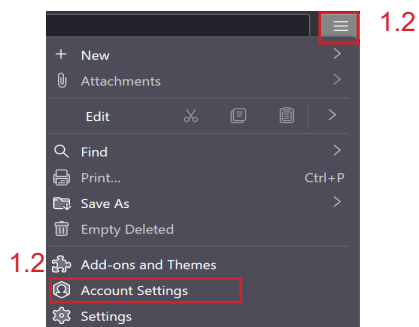 1.2
New
Attachments
Edit
Find
Print... Ctrl+P
Save As
Empty Deleted
1.2 Add-ons and Themes
Account Settings
Settings